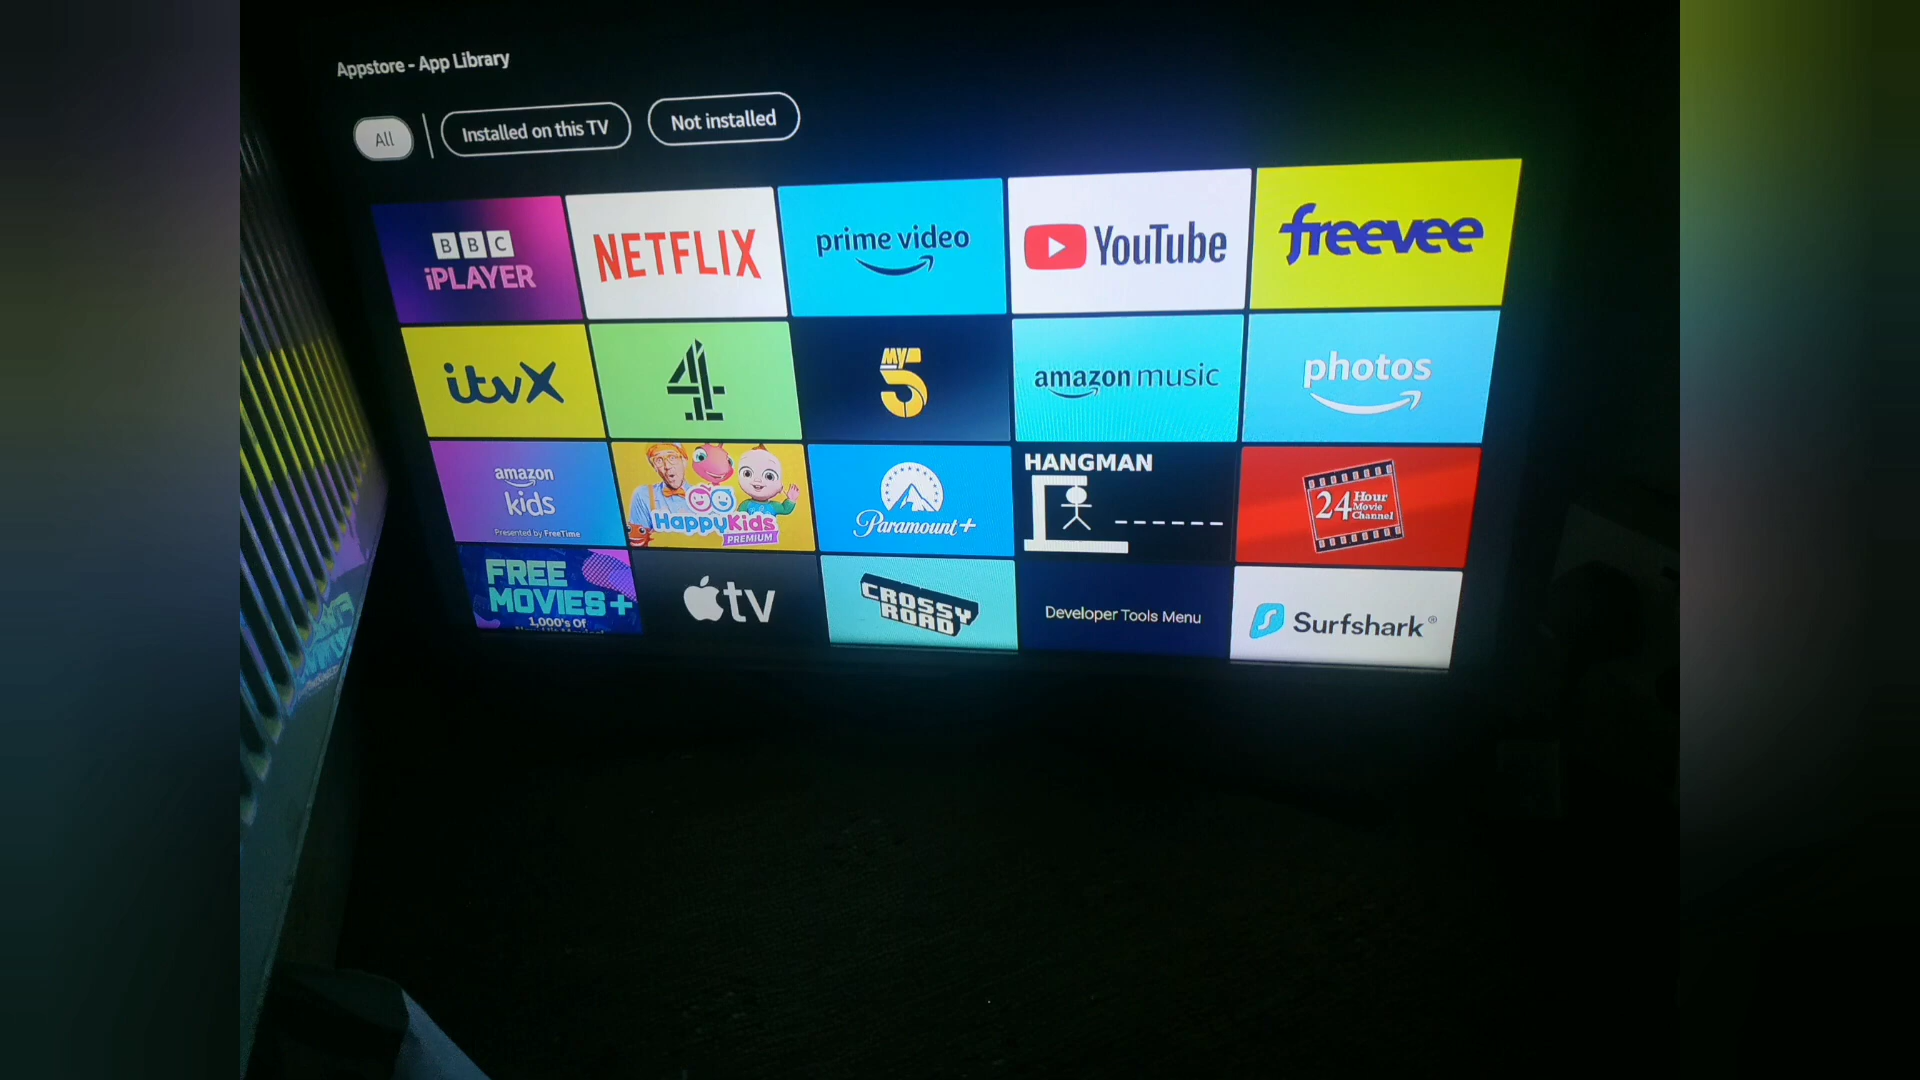 Appstore - App Library
All
Installed on this TV
Not installed
BBC
iPLAYER
NETFLIX
prime video
YouTube
freevee
itvX
4
MY
5
amazon music
photos
amazon
kids
Presented by FreeTime
HappyKids
PREMIUM
Paramount+
HANGMAN
24 Hour
Movie
Channel
FREE
MOVIES+
1,000's Of
tv
CROSSY
ROAD
Developer Tools Menu
Surfshark®